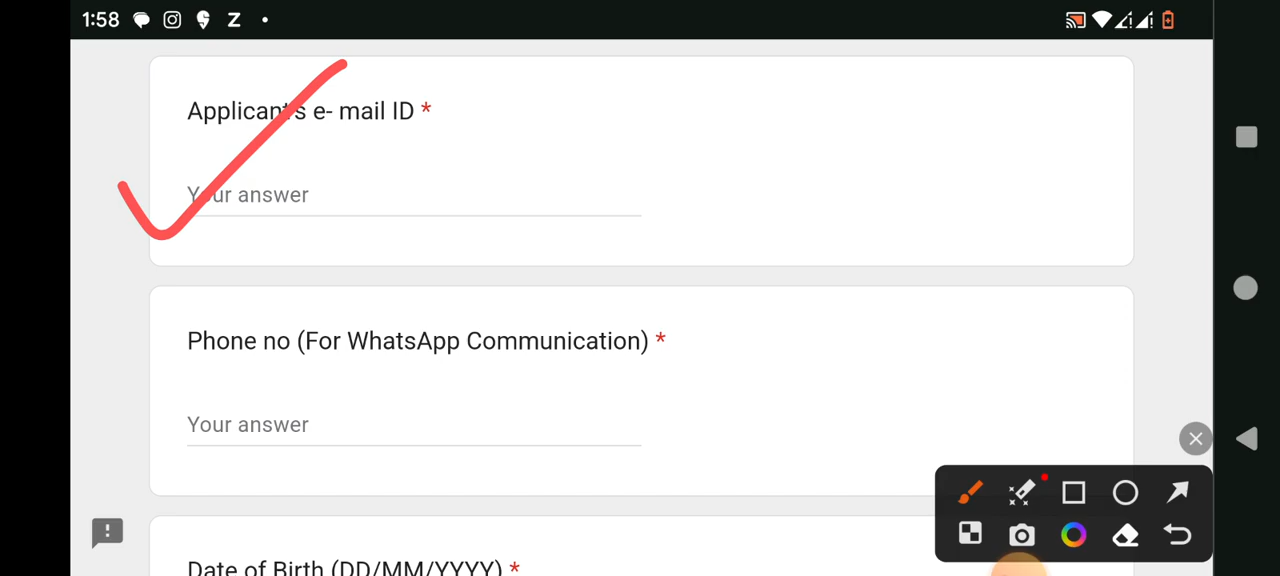 1:58 Z
Applicant's e- mail ID *
Your answer
Phone no (For WhatsApp Communication) *
Your answer
Date of Birth (DD/MM/YYYY) *